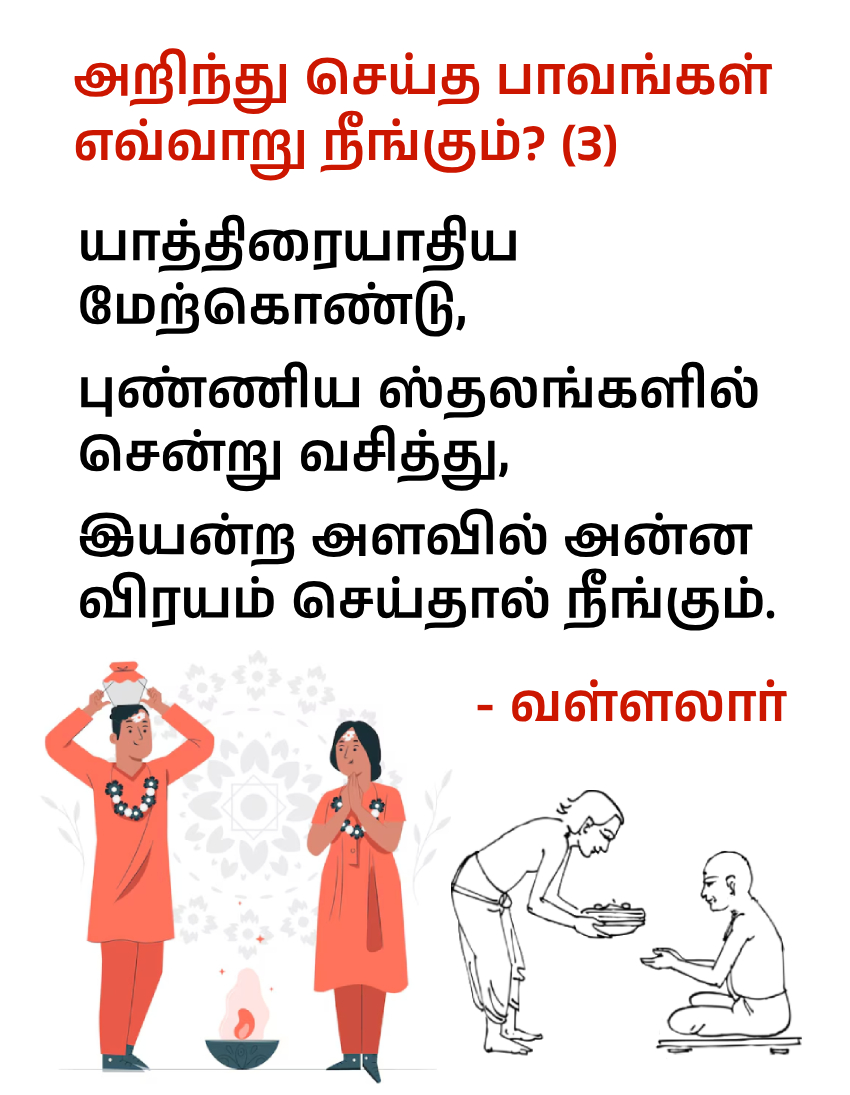 அறிந்து செய்த பாவங்கள்
எவ்வாறு நீங்கும்? (3)
யாத்திரையாதிய
மேற்கொண்டு,
புண்ணிய ஸ்தலங்களில்
சென்று வசித்து,
இயன்ற அளவில் அன்ன
விரயம் செய்தால் நீங்கும்.
- வள்ளலார்